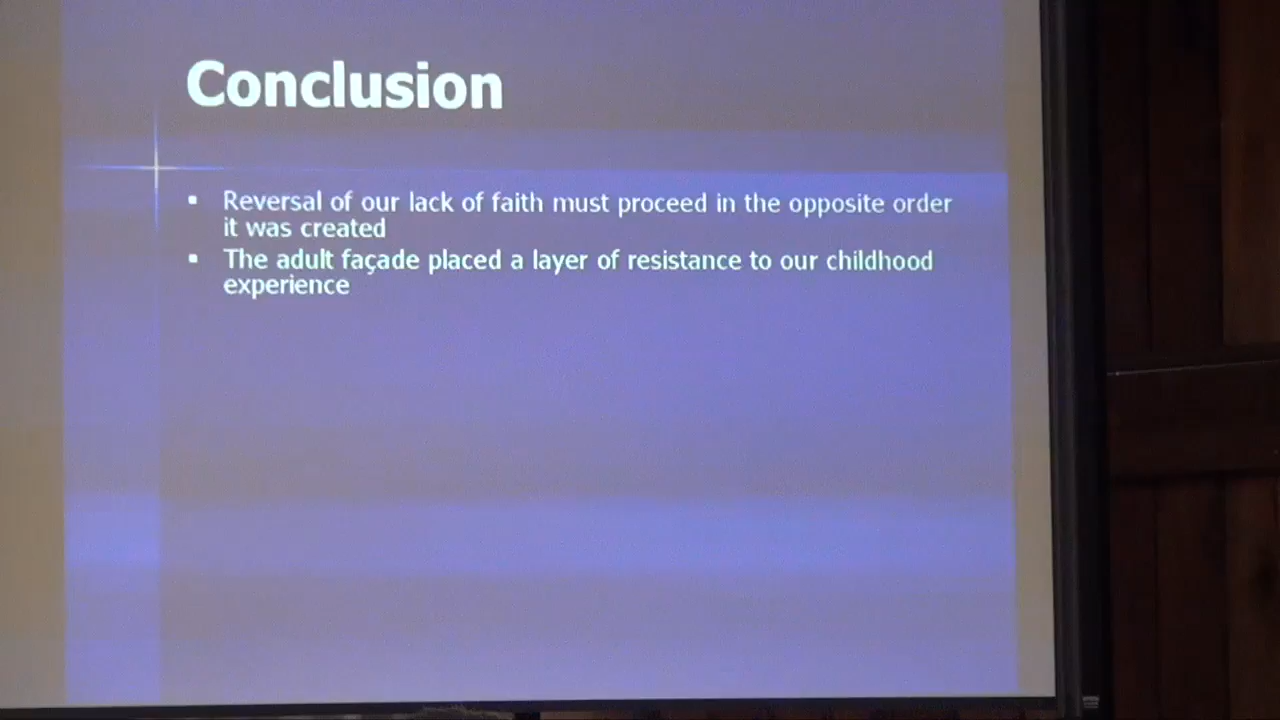 Conclusion
▪ Reversal of our lack of faith must proceed in the opposite order
it was created
▪ The adult façade placed a layer of resistance to our childhood
experience